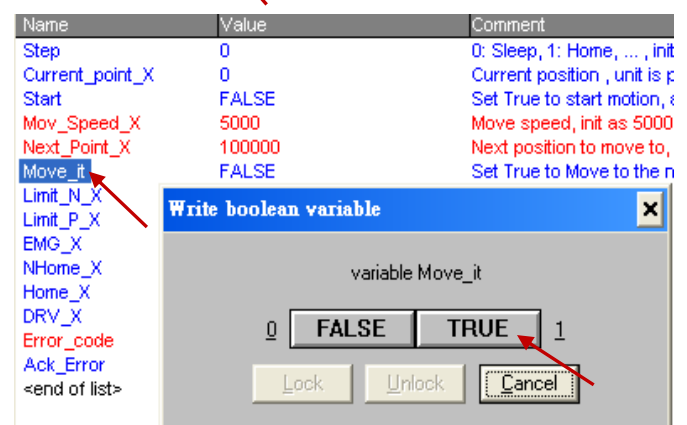 Name Value Comment
Step 0 0: Sleep, 1: Home, ... , init
Current_point_X 0 Current position , unit is p
Start FALSE Set True to start motion, a
Mov_Speed_X 5000 Move speed, init as 5000
Next_Point_X 100000 Next position to move to,
Move_it FALSE Set True to Move to the n
Limit_N_X
Limit_P_X
EMG_X
NHome_X
Home_X
DRV_X
Error_code
Ack_Error
<end of list>
Write boolean variable
variable Move_it
0 FALSE TRUE 1
Lock Unlock Cancel